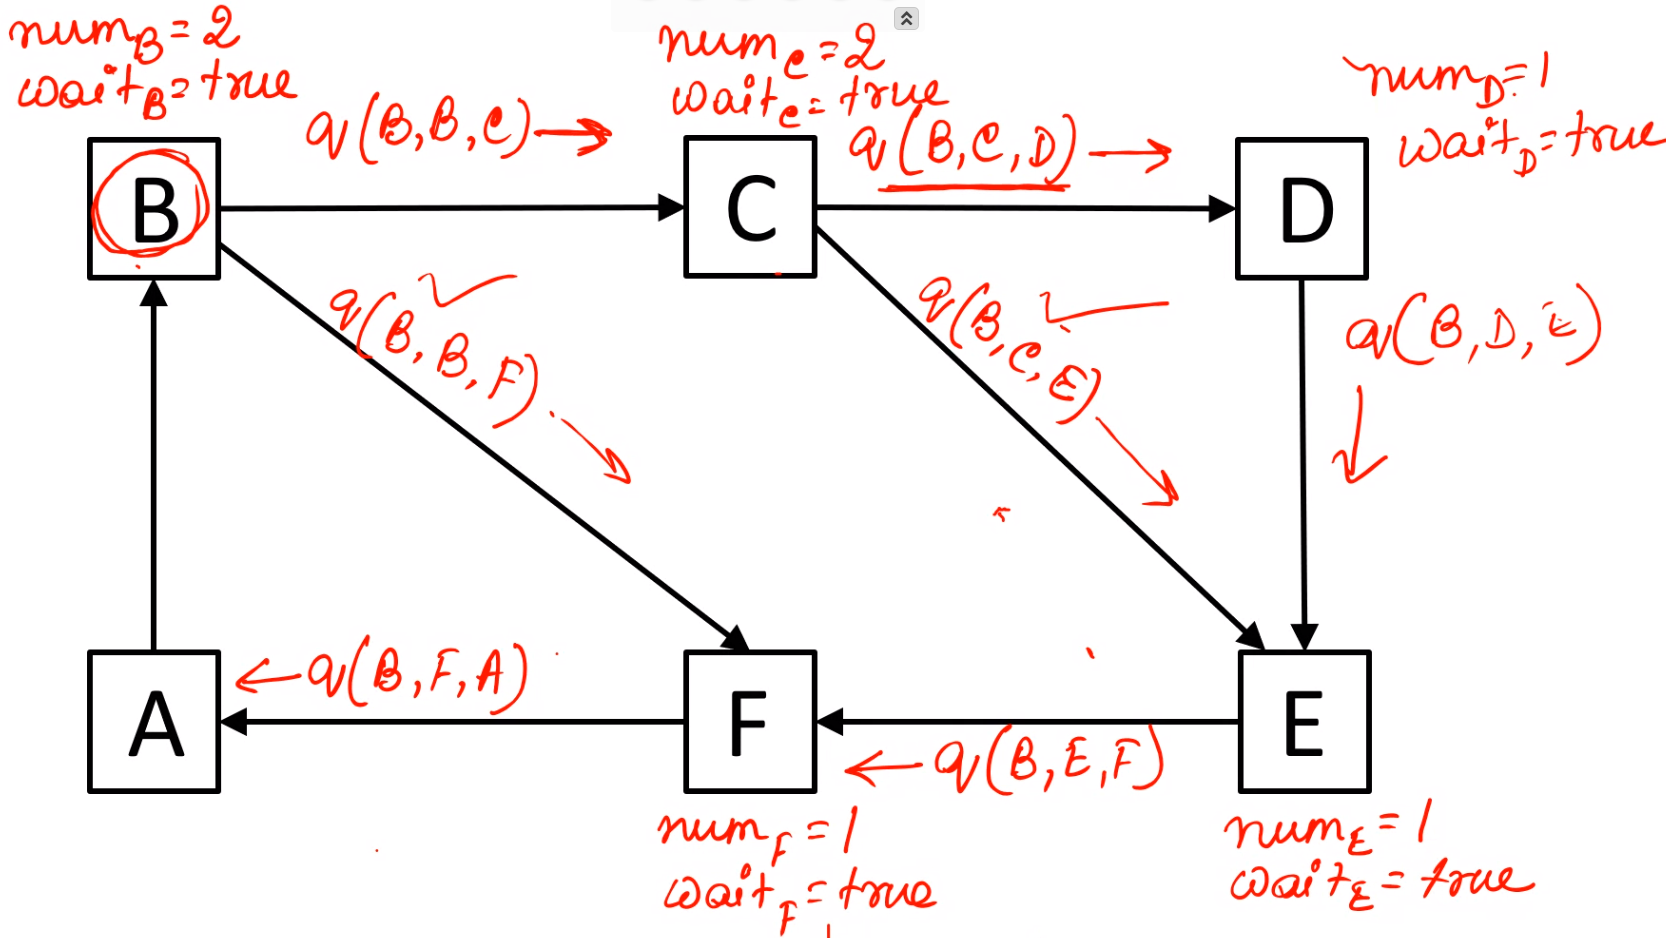 num_B = 2
wait_B = true
q(B,B,C)
num_C = 2
wait_C = true
q(B,C,D)
num_D = 1
wait_D = true
B
C
D
q(B,B,F)
q(B,C,E)
q(B,D,E)
q(B,F,A)
A
F
E
q(B,E,F)
num_F = 1
wait_F = true
num_E = 1
wait_E = true